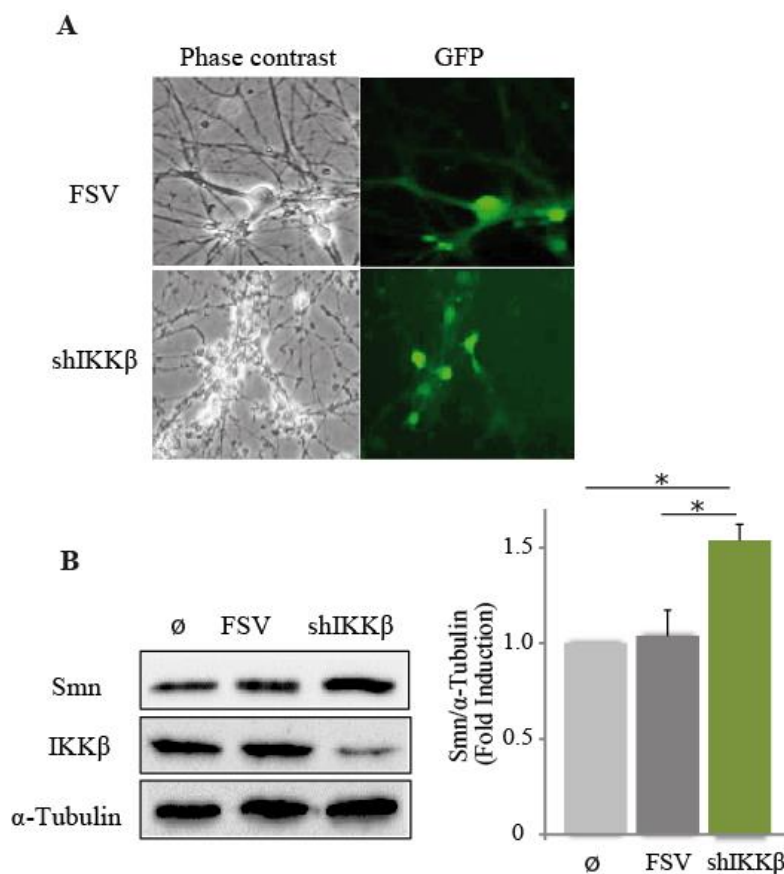 A
Phase contrast GFP
FSV
shIKKβ
B
ø FSV shIKKβ
Smn
IKKβ
α-Tubulin
* 
*
Smn/α-Tubulin
(Fold Induction)
1.5
1.0
0.5
0
ø FSV shIKKβ